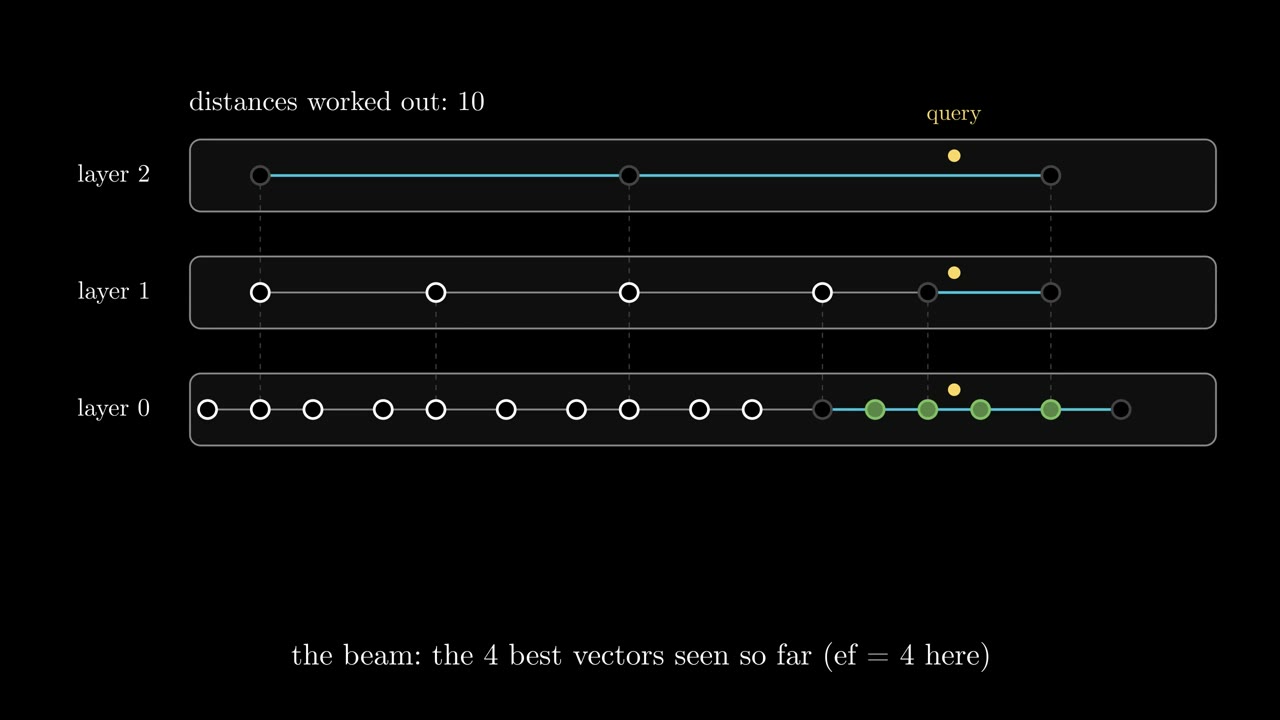 distances worked out: 10
query
layer 2
layer 1
layer 0
the beam: the 4 best vectors seen so far (ef = 4 here)